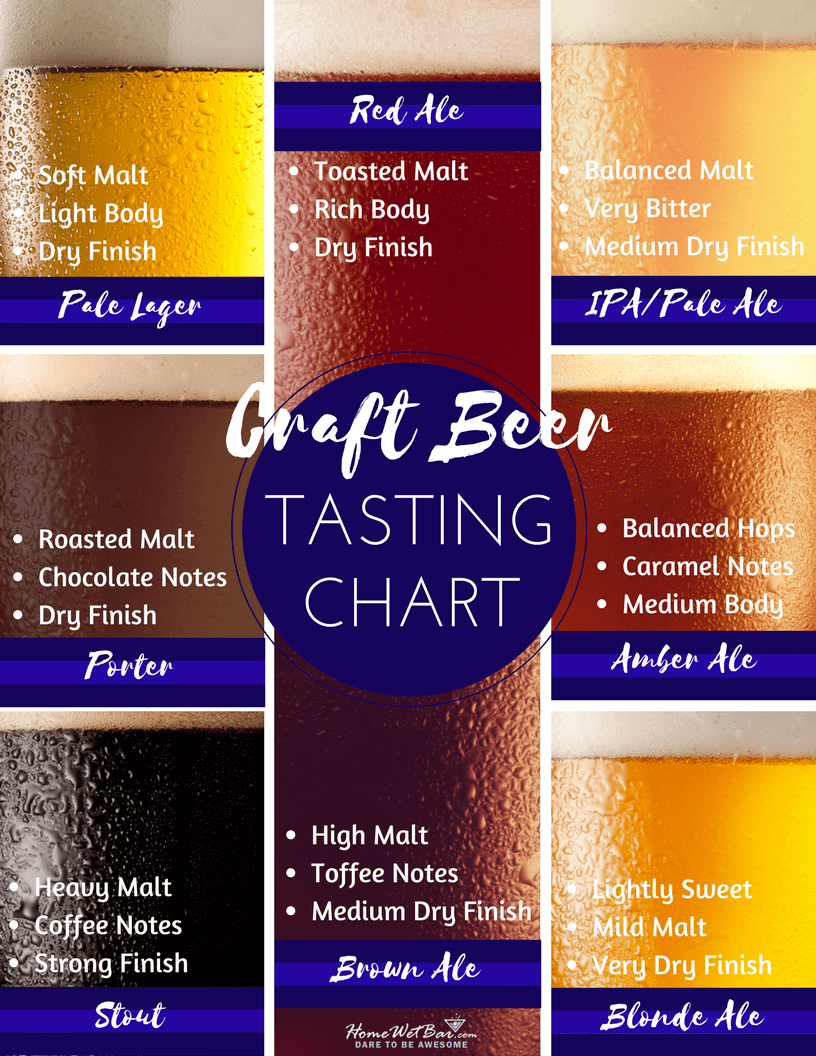 • Soft Malt
• Light Body
• Dry Finish
Pale Lager
Red Ale
• Toasted Malt
• Rich Body
• Dry Finish
• Balanced Malt
• Very Bitter
• Medium Dry Finish
IPA/Pale Ale
Craft Beer
TASTING
CHART
• Roasted Malt
• Chocolate Notes
• Dry Finish
Porter
• Balanced Hops
• Caramel Notes
• Medium Body
Amber Ale
• Heavy Malt
• Coffee Notes
• Strong Finish
Stout
• High Malt
• Toffee Notes
• Medium Dry Finish
Brown Ale
HomeWetBar.com
DARE TO BE AWESOME
• Lightly Sweet
• Mild Malt
• Very Dry Finish
Blonde Ale